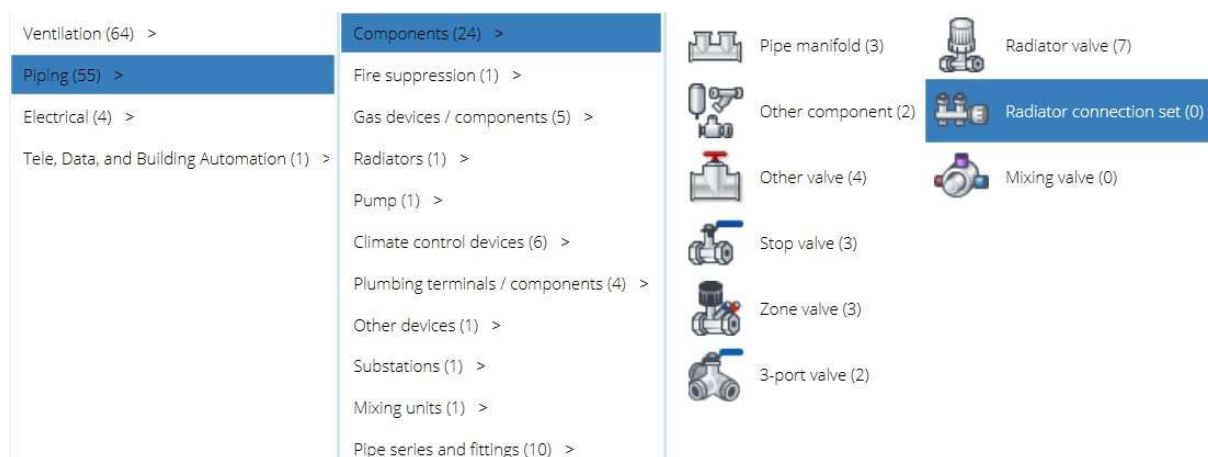 Ventilation (64) >
Piping (55) >
Electrical (4) >
Tele, Data, and Building Automation (1) >
Components (24) >
Fire suppression (1) >
Gas devices / components (5) >
Radiators (1) >
Pump (1) >
Climate control devices (6) >
Plumbing terminals / components (4) >
Other devices (1) >
Substations (1) >
Mixing units (1) >
Pipe series and fittings (10) >
Pipe manifold (3)
Other component (2)
Other valve (4)
Stop valve (3)
Zone valve (3)
3-port valve (2)
Radiator valve (7)
Radiator connection set (0)
Mixing valve (0)